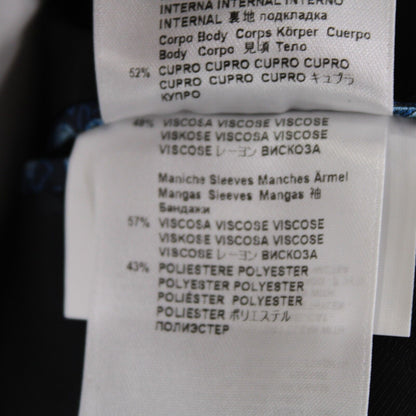 INTERNA INTERNAL INTERNO
INTERNAL 裏地 подкладка
Corpo Body Corps Körper Cuerpo
Body Corpo 見頃 Тело
52% CUPRO CUPRO CUPRO CUPRO
CUPRO CUPRO CUPRO キュプラ
КУПРО
48% VISCOSA VISCOSE VISCOSE
VISKOSE VISCOSA VISCOSE
VISCOSE レーヨン ВИСКОЗА
Maniche Sleeves Manches Ärmel
Mangas Sleeves Mangas 袖
Бандажи
57% VISCOSA VISCOSE VISCOSE
VISKOSE VISCOSA VISCOSE
VISCOSE レーヨン ВИСКОЗА
43% POLIESTERE POLYESTER
POLYESTER POLYESTER
POLIÉSTER POLYESTER
POLIESTER ポリエステル
ПОЛИЭСТЕР